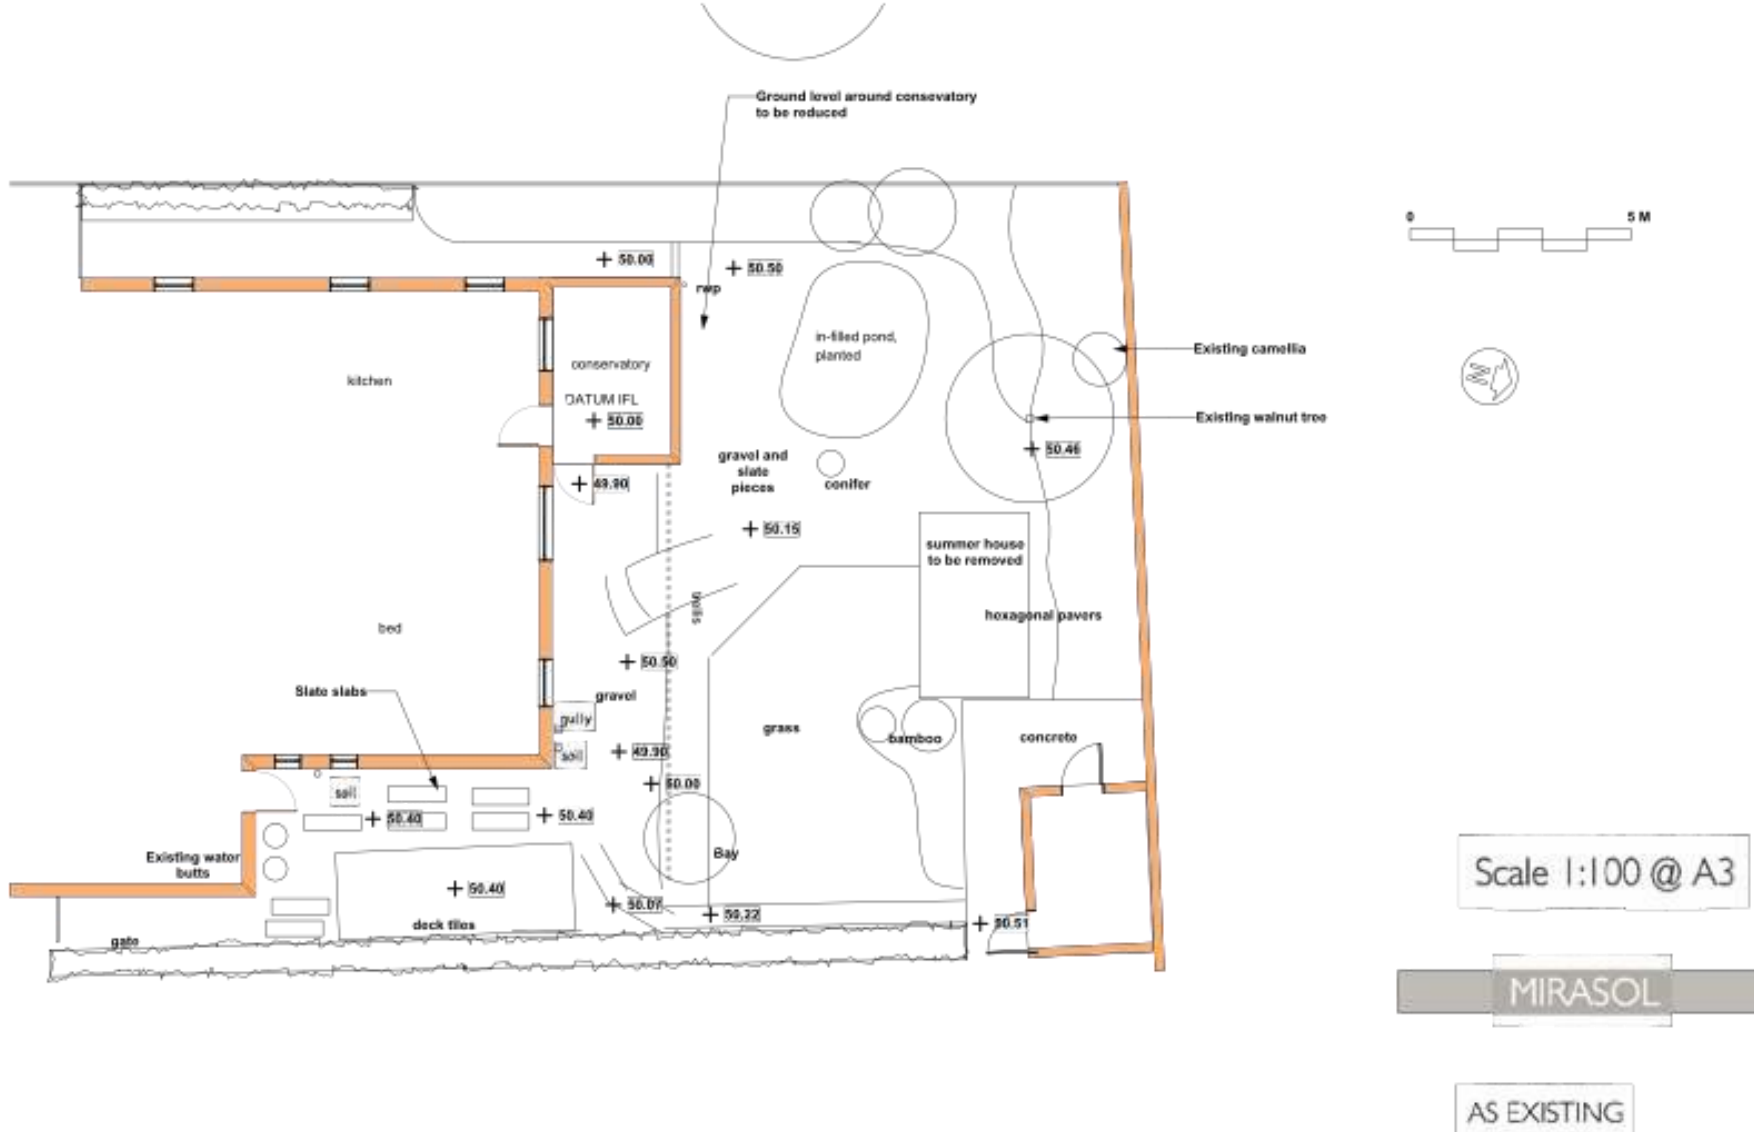 Ground level around consevatory
to be reduced
0
5 M
50.00
50.50
rwp
in-filled pond,
planted
Existing camellia
conservatory
kitchen
DATUM IFL
50.00
Existing walnut tree
50.46
gravel and
slate
pieces
conifer
49.90
50.15
summer house
to be removed
trellis
hexagonal pavers
bed
50.50
Slate slabs
gravel
gully
grass
bamboo
concrete
soil
49.90
50.00
soil
50.40
50.40
Existing water
butts
Bay
50.40
50.07
50.22
50.51
deck tiles
gate
Scale 1:100 @ A3
MIRASOL
AS EXISTING